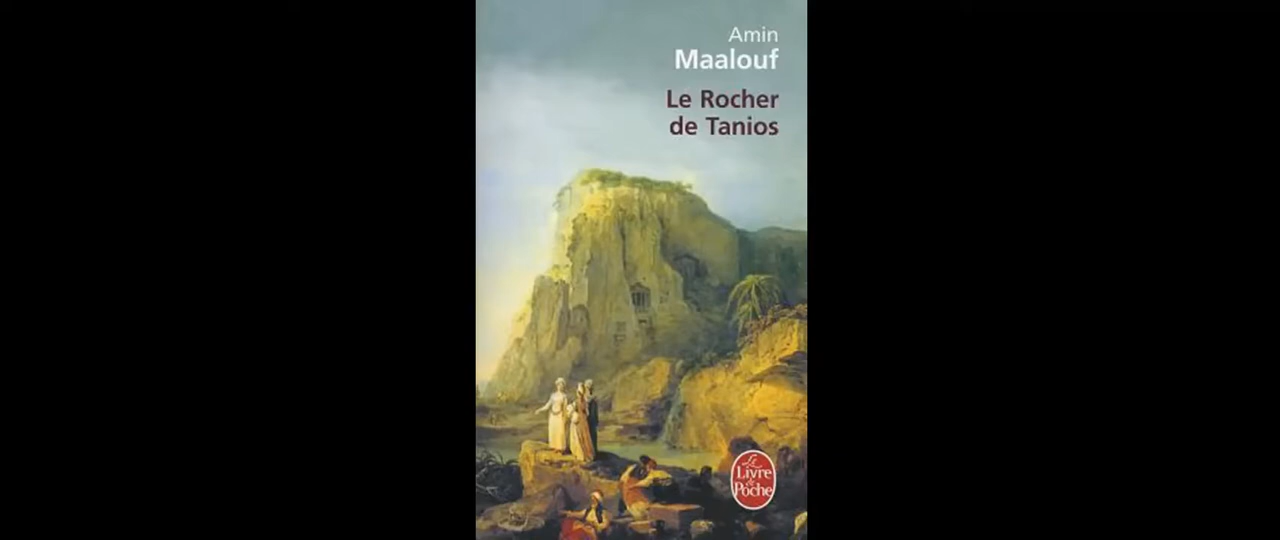 Amin
Maalouf
Le Rocher
de Tanios
Le
Livre
de
Poche